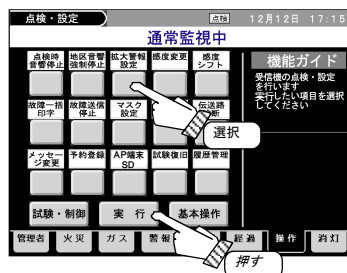 点検・設定
点検
12月12日 17:15
通常監視中
点検時
音響停止
地区音響
強制停止
拡大警報
設定
感度変更
感度
シフト
機能ガイド
受信機の点検・設定
を行います
実行したい項目を選択
してください
故障一括
印字
故障送信
停止
マスク
設定
伝送路
選択
メッセー
ジ変更
予約登録
AP端末
SD
試験復旧
履歴管理
試験・制御
実 行
基本操作
管理者
火 災
ガ ス
警 報
経 過
操 作
消 灯
押す